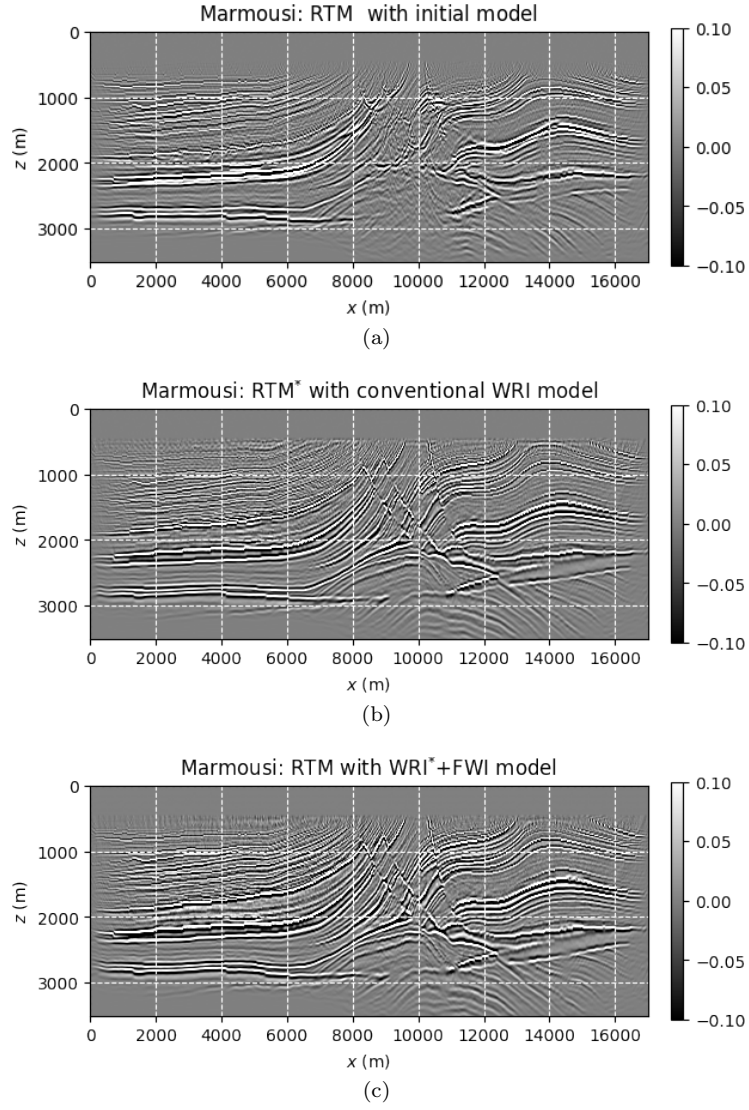 Marmousi: RTM  with initial model
0
1000
2000
3000
z (m)
0 2000 4000 6000 8000 10000 12000 14000 16000
x (m)
0.10
0.05
0.00
−0.05
−0.10
(a)
Marmousi: RTM* with conventional WRI model
0
1000
2000
3000
z (m)
0 2000 4000 6000 8000 10000 12000 14000 16000
x (m)
0.10
0.05
0.00
−0.05
−0.10
(b)
Marmousi: RTM with WRI*+FWI model
0
1000
2000
3000
z (m)
0 2000 4000 6000 8000 10000 12000 14000 16000
x (m)
0.10
0.05
0.00
−0.05
−0.10
(c)